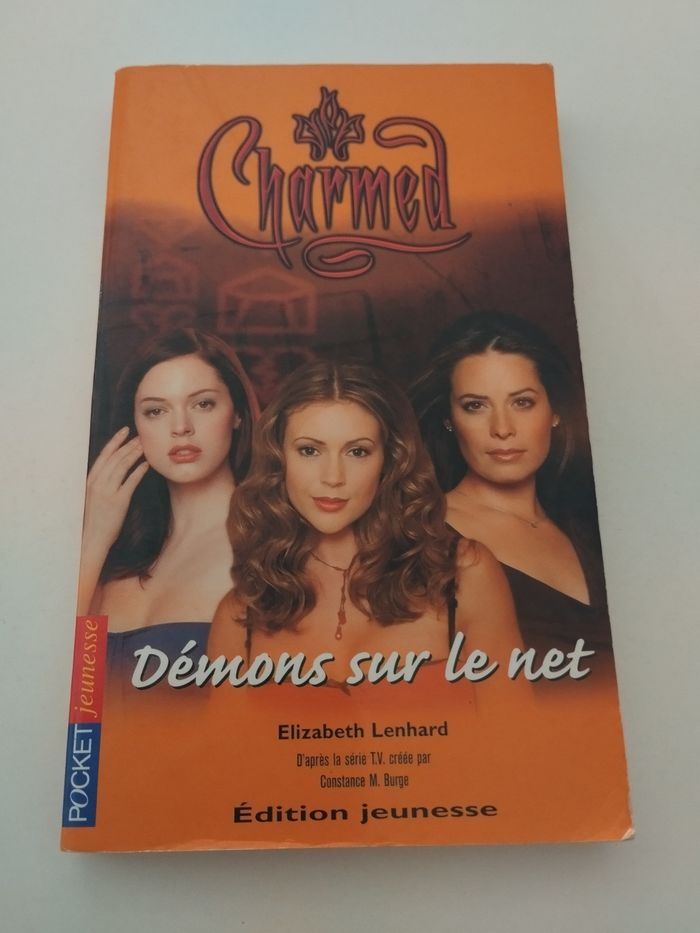 Charmed
Démons sur le net
Elizabeth Lenhard
D'après la série T.V. créée par
Constance M. Burge
Édition jeunesse
POCKET jeunesse